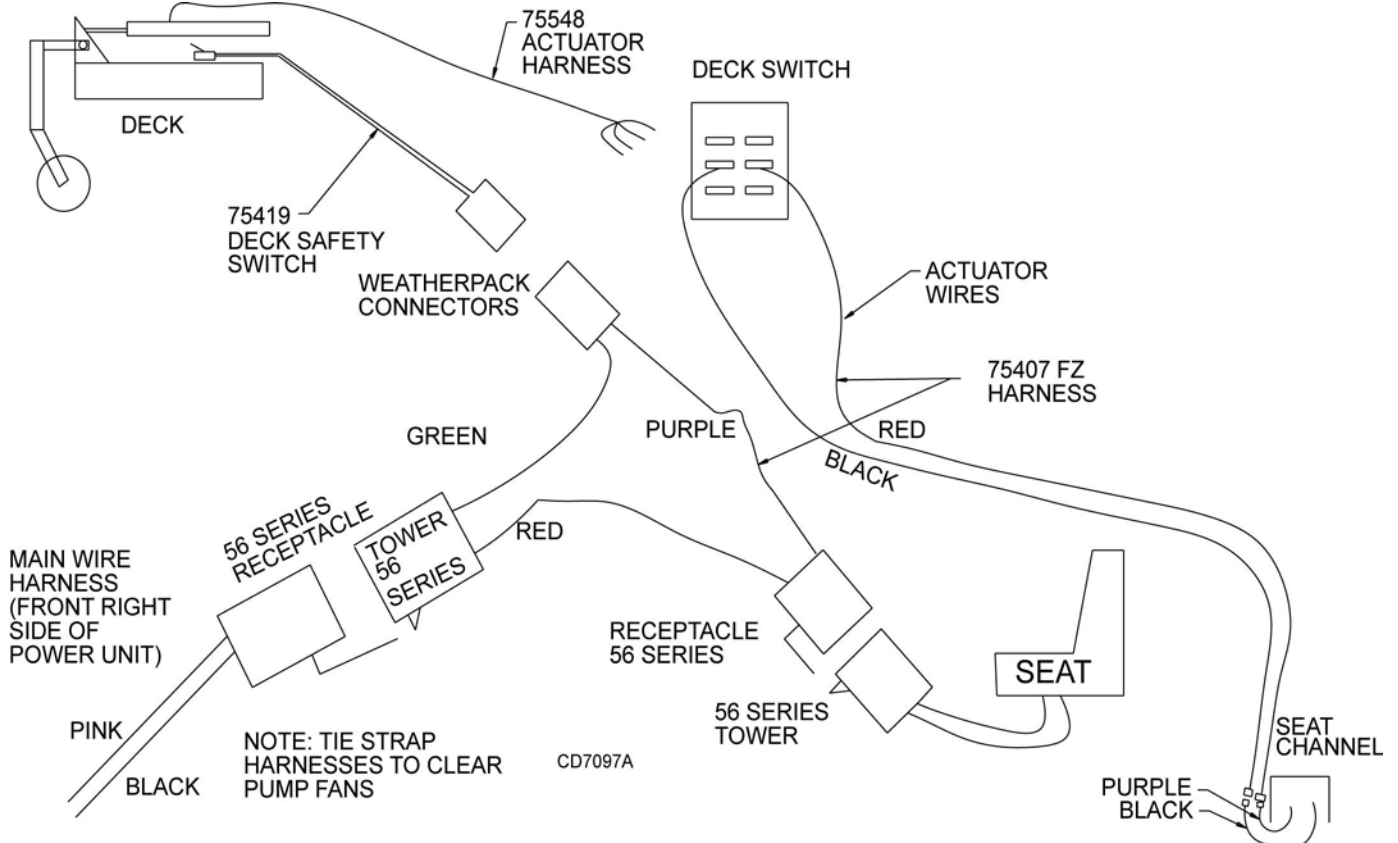 75548
ACTUATOR
HARNESS
DECK SWITCH
DECK
75419
DECK SAFETY
SWITCH
WEATHERPACK
CONNECTORS
ACTUATOR
WIRES
75407 FZ
HARNESS
GREEN
PURPLE
RED
BLACK
56 SERIES
RECEPTACLE
TOWER
56
SERIES
RED
MAIN WIRE
HARNESS
(FRONT RIGHT
SIDE OF
POWER UNIT)
RECEPTACLE
56 SERIES
SEAT
56 SERIES
TOWER
PINK
BLACK
NOTE: TIE STRAP
HARNESSES TO CLEAR
PUMP FANS
CD7097A
SEAT
CHANNEL
PURPLE
BLACK